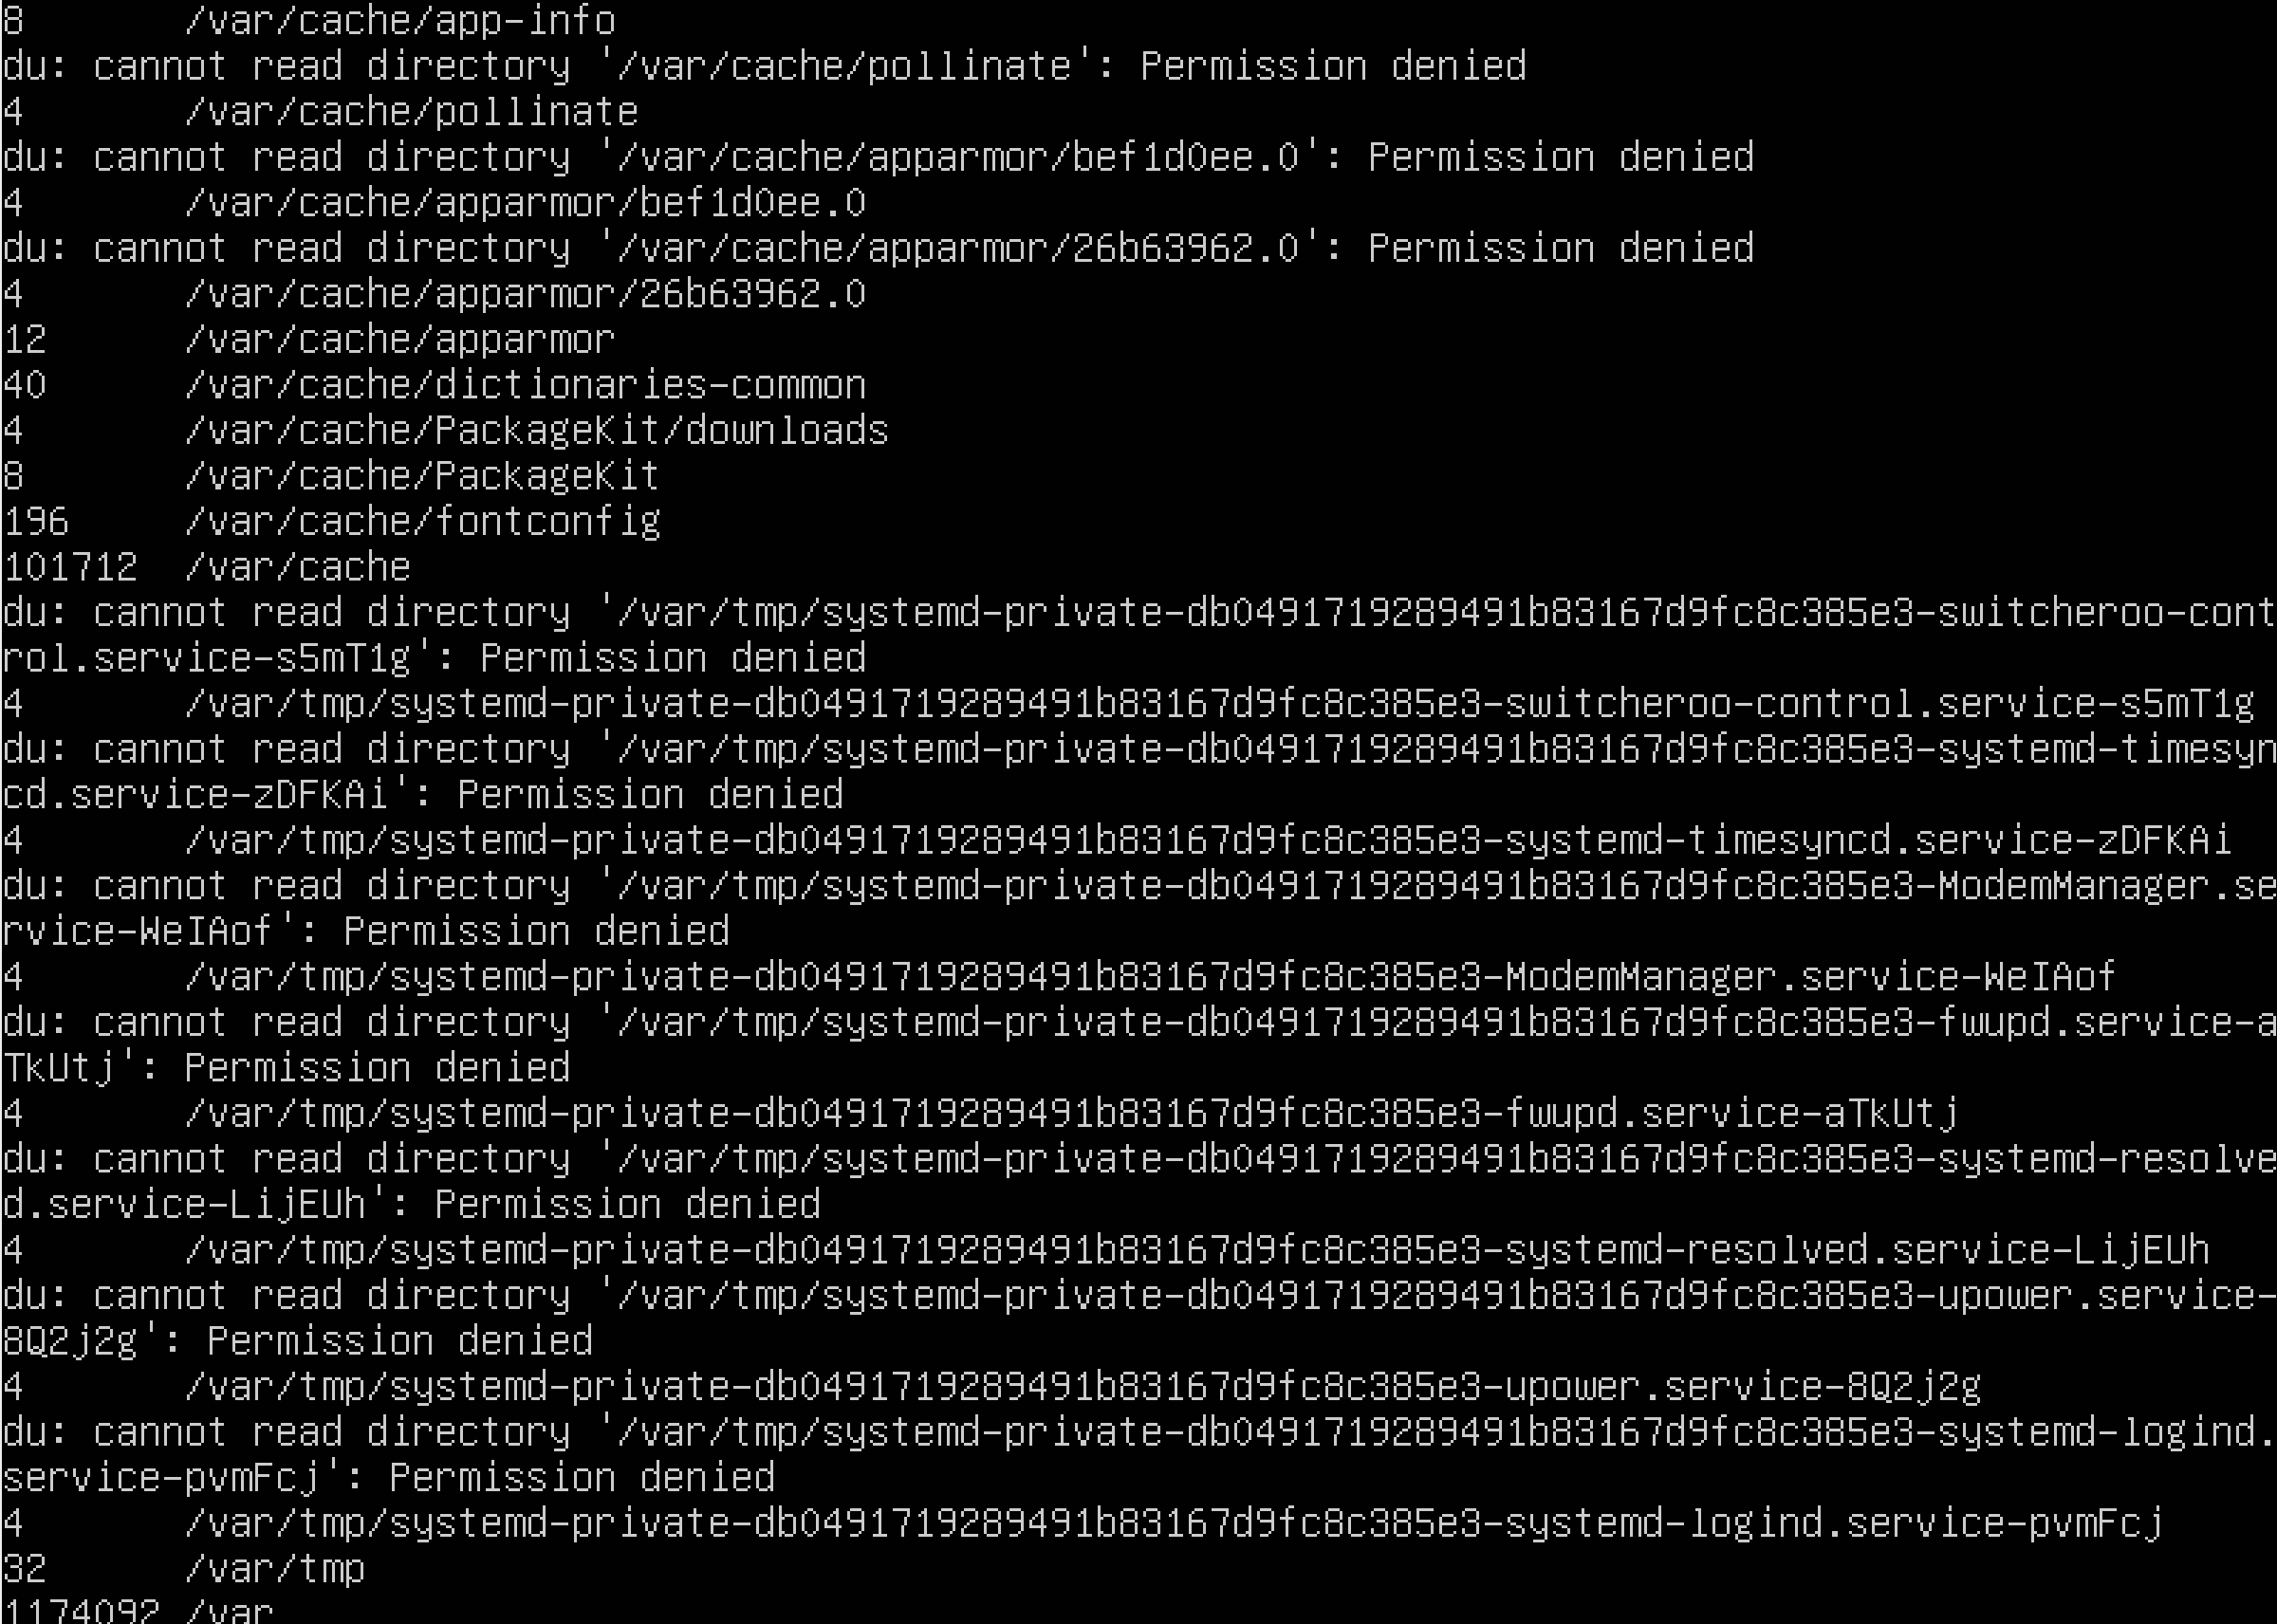 8       /var/cache/app-info
du: cannot read directory '/var/cache/pollinate': Permission denied
4       /var/cache/pollinate
du: cannot read directory '/var/cache/apparmor/bef1d0ee.0': Permission denied
4       /var/cache/apparmor/bef1d0ee.0
du: cannot read directory '/var/cache/apparmor/26b63962.0': Permission denied
4       /var/cache/apparmor/26b63962.0
12      /var/cache/apparmor
40      /var/cache/dictionaries-common
4       /var/cache/PackageKit/downloads
8       /var/cache/PackageKit
196     /var/cache/fontconfig
101712  /var/cache
du: cannot read directory '/var/tmp/systemd-private-db0491719289491b83167d9fc8c385e3-switcheroo-cont
rol.service-s5mT1g': Permission denied
4       /var/tmp/systemd-private-db0491719289491b83167d9fc8c385e3-switcheroo-control.service-s5mT1g
du: cannot read directory '/var/tmp/systemd-private-db0491719289491b83167d9fc8c385e3-systemd-timesyn
cd.service-zDFKAi': Permission denied
4       /var/tmp/systemd-private-db0491719289491b83167d9fc8c385e3-systemd-timesyncd.service-zDFKAi
du: cannot read directory '/var/tmp/systemd-private-db0491719289491b83167d9fc8c385e3-ModemManager.se
rvice-WeIAof': Permission denied
4       /var/tmp/systemd-private-db0491719289491b83167d9fc8c385e3-ModemManager.service-WeIAof
du: cannot read directory '/var/tmp/systemd-private-db0491719289491b83167d9fc8c385e3-fwupd.service-a
TkUtj': Permission denied
4       /var/tmp/systemd-private-db0491719289491b83167d9fc8c385e3-fwupd.service-aTkUtj
du: cannot read directory '/var/tmp/systemd-private-db0491719289491b83167d9fc8c385e3-systemd-resolve
d.service-LijEUh': Permission denied
4       /var/tmp/systemd-private-db0491719289491b83167d9fc8c385e3-systemd-resolved.service-LijEUh
du: cannot read directory '/var/tmp/systemd-private-db0491719289491b83167d9fc8c385e3-upower.service-
8Q2j2g': Permission denied
4       /var/tmp/systemd-private-db0491719289491b83167d9fc8c385e3-upower.service-8Q2j2g
du: cannot read directory '/var/tmp/systemd-private-db0491719289491b83167d9fc8c385e3-systemd-logind.
service-pvmFcj': Permission denied
4       /var/tmp/systemd-private-db0491719289491b83167d9fc8c385e3-systemd-logind.service-pvmFcj
32      /var/tmp
1174092 /var